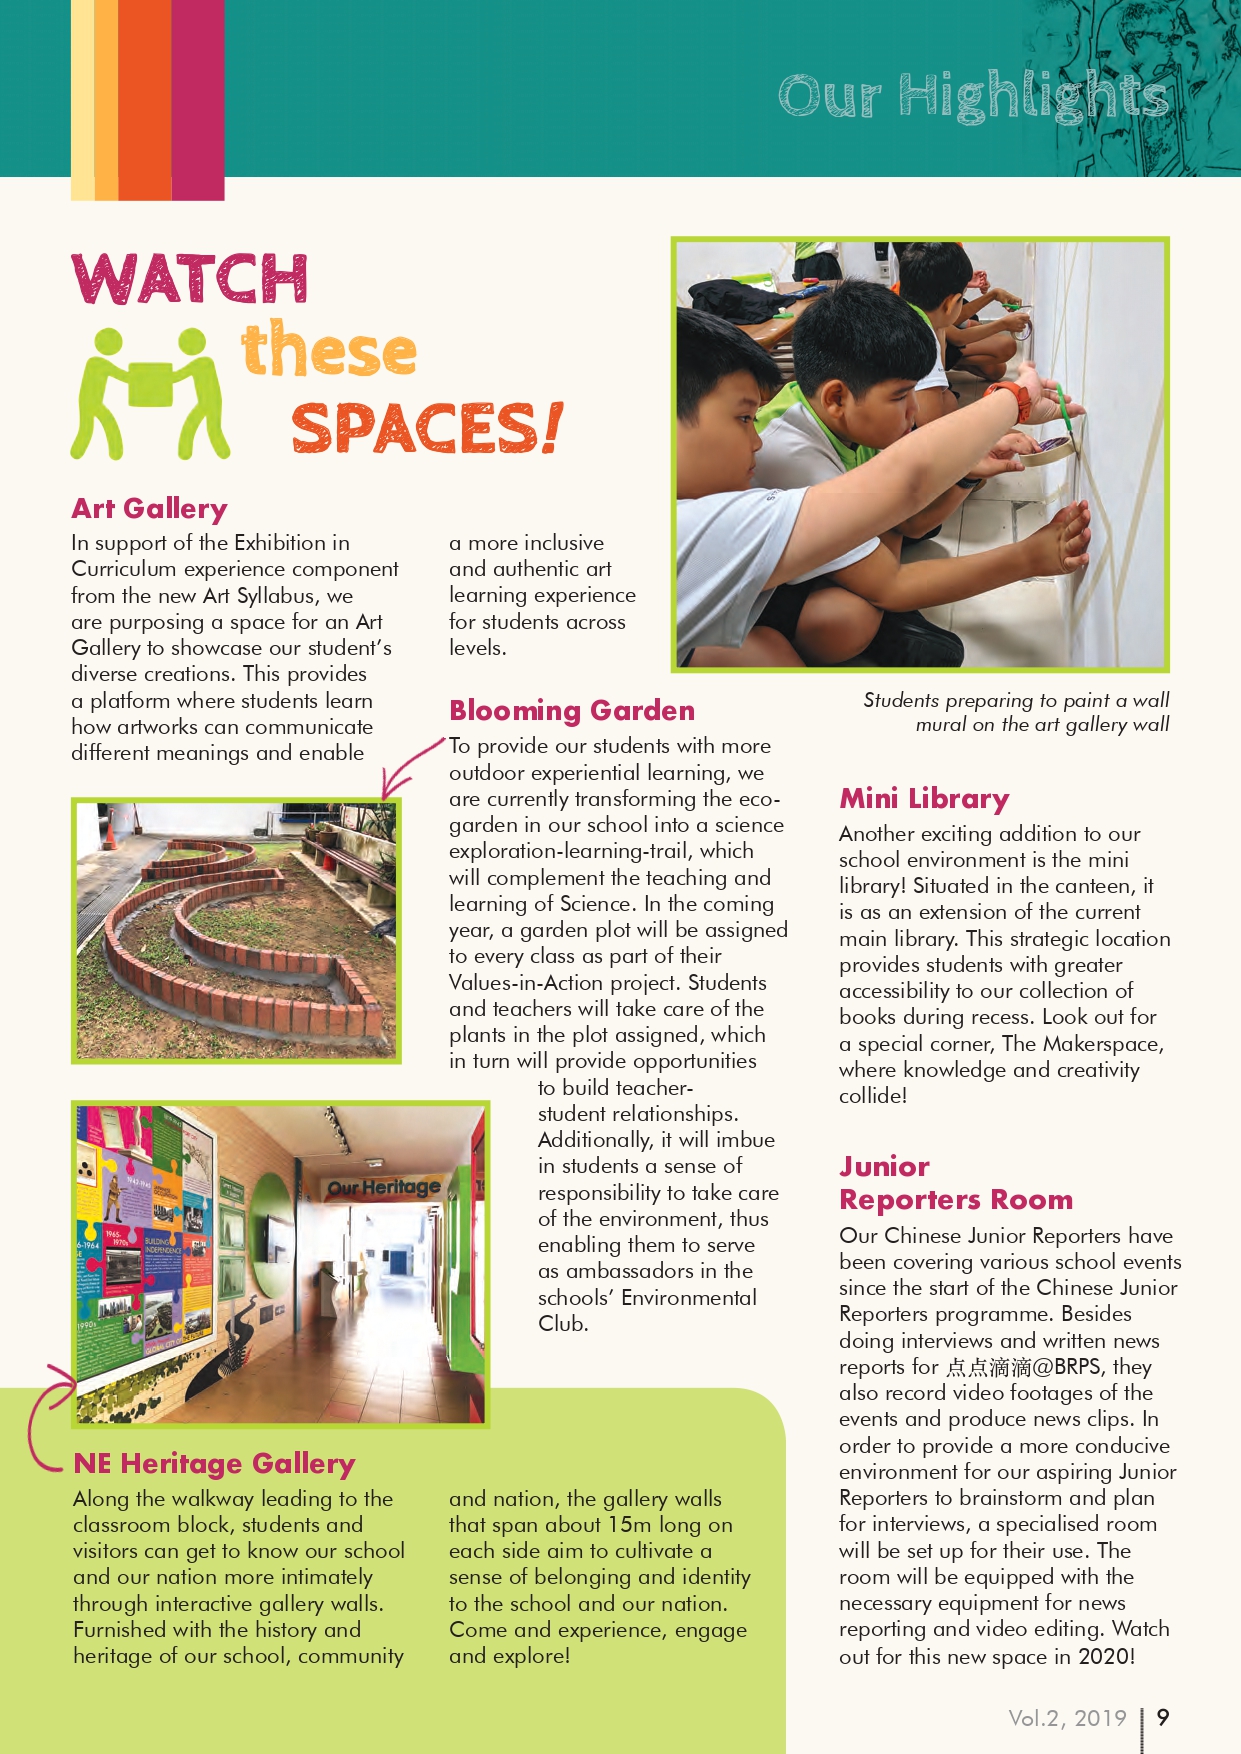 Our Highlights
WATCH
these
SPACES!
Art Gallery
In support of the Exhibition in
Curriculum experience component
from the new Art Syllabus, we
are purposing a space for an Art
Gallery to showcase our student’s
diverse creations. This provides
a platform where students learn
how artworks can communicate
different meanings and enable
a more inclusive
and authentic art
learning experience
for students across
levels.
Students preparing to paint a wall
mural on the art gallery wall
Blooming Garden
To provide our students with more
outdoor experiential learning, we
are currently transforming the eco-
garden in our school into a science
exploration-learning-trail, which
will complement the teaching and
learning of Science. In the coming
year, a garden plot will be assigned
to every class as part of their
Values-in-Action project. Students
and teachers will take care of the
plants in the plot assigned, which
in turn will provide opportunities
to build teacher-
student relationships.
Additionally, it will imbue
in students a sense of
responsibility to take care
of the environment, thus
enabling them to serve
as ambassadors in the
schools’ Environmental
Club.
Our Heritage
1942-1945
1965-
1970s
BUILDING
INDEPENDENCE
1990s
GLOBAL CITY OF THE FUTURE
NE Heritage Gallery
Along the walkway leading to the
classroom block, students and
visitors can get to know our school
and our nation more intimately
through interactive gallery walls.
Furnished with the history and
heritage of our school, community
and nation, the gallery walls
that span about 15m long on
each side aim to cultivate a
sense of belonging and identity
to the school and our nation.
Come and experience, engage
and explore!
Mini Library
Another exciting addition to our
school environment is the mini
library! Situated in the canteen, it
is as an extension of the current
main library. This strategic location
provides students with greater
accessibility to our collection of
books during recess. Look out for
a special corner, The Makerspace,
where knowledge and creativity
collide!
Junior
Reporters Room
Our Chinese Junior Reporters have
been covering various school events
since the start of the Chinese Junior
Reporters programme. Besides
doing interviews and written news
reports for 点点滴滴@BRPS, they
also record video footages of the
events and produce news clips. In
order to provide a more conducive
environment for our aspiring Junior
Reporters to brainstorm and plan
for interviews, a specialised room
will be set up for their use. The
room will be equipped with the
necessary equipment for news
reporting and video editing. Watch
out for this new space in 2020!
Vol.2, 2019
9